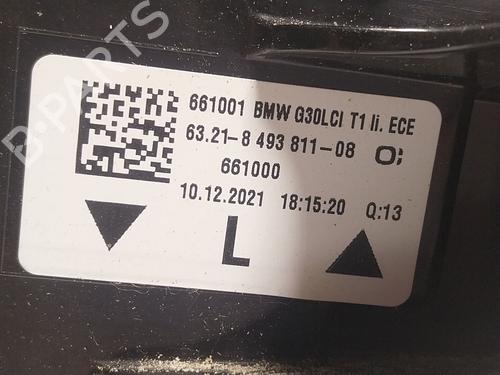 661001 BMW G30LCI T1 li. ECE
63.21-8 493 811-08 O;
661000
10.12.2021 18:15:20 Q:13
L
B-PARTS